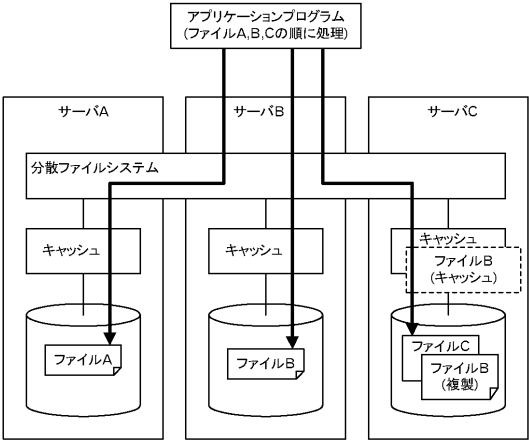 アプリケーションプログラム
(ファイルA,B,Cの順に処理)
サーバA
サーバB
サーバC
分散ファイルシステム
キャッシュ
キャッシュ
キャッシュ
ファイルB
(キャッシュ)
ファイルA
ファイルB
ファイルC
ファイルB
(複製)